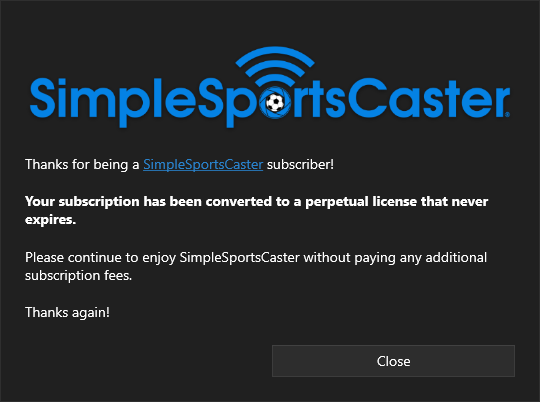 SimpleSportsCaster®
Thanks for being a SimpleSportsCaster subscriber!
Your subscription has been converted to a perpetual license that never
expires.
Please continue to enjoy SimpleSportsCaster without paying any additional
subscription fees.
Thanks again!
Close